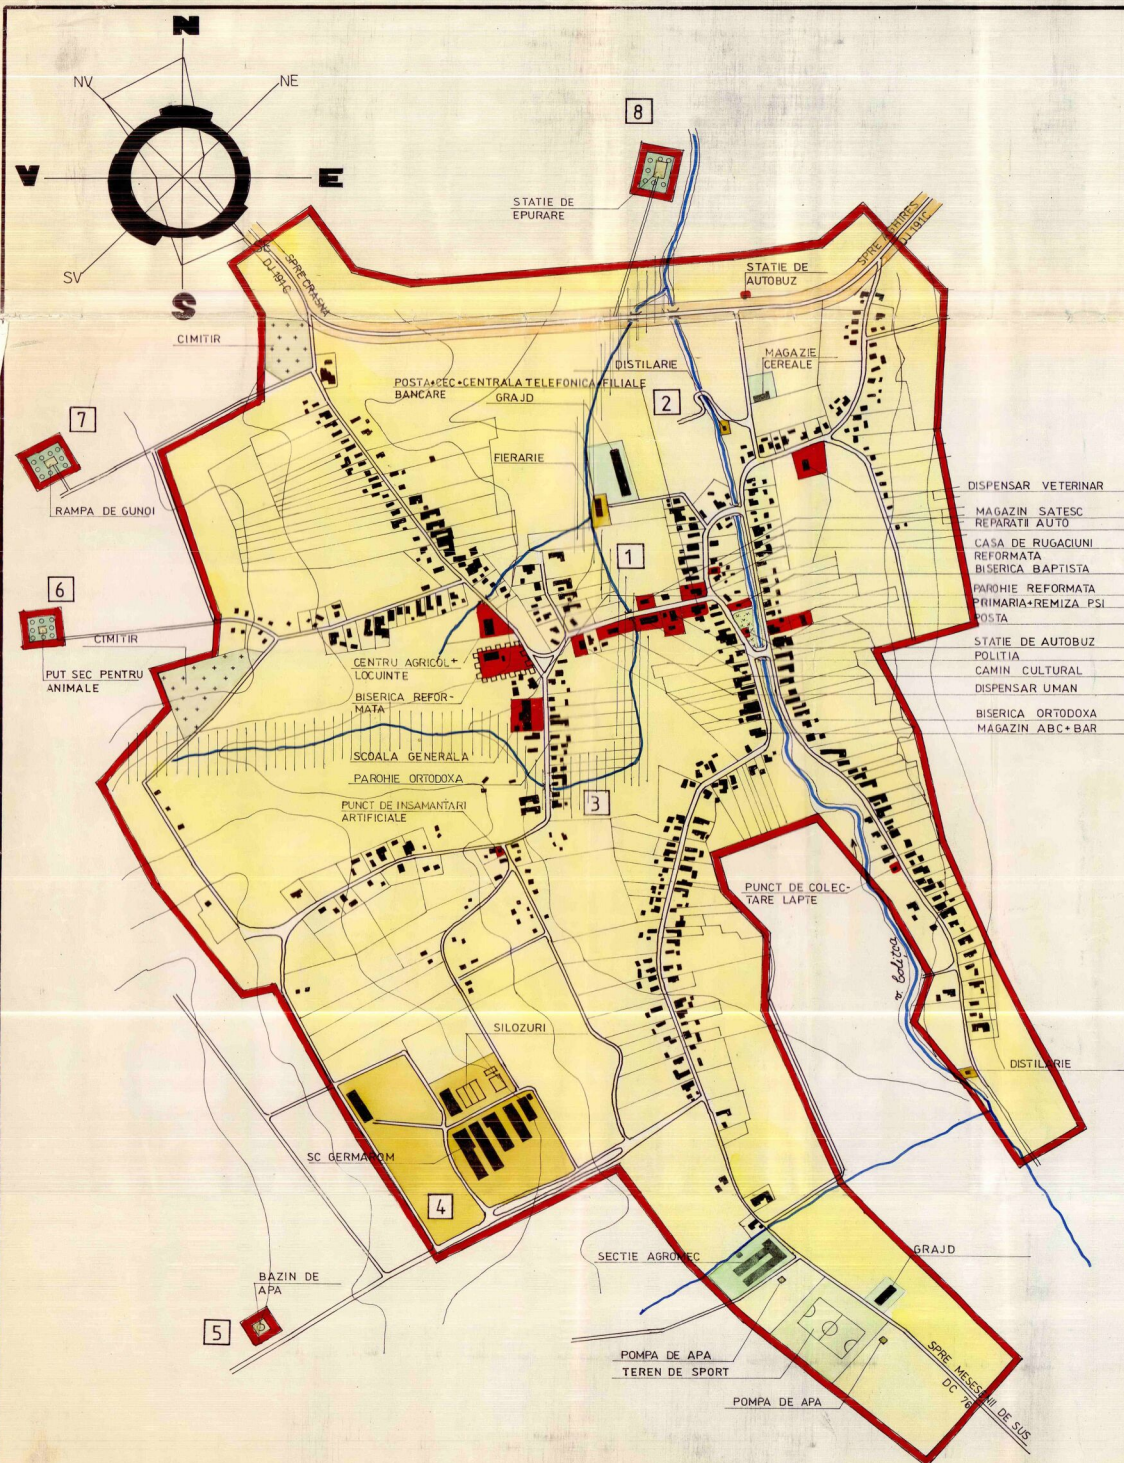 N
NV
NE
V
E
SV
S
8
STATIE DE
EPURARE
SPRE CRASNA
DJ-191C
SPRE AGHIRES
DJ-191C
STATIE DE
AUTOBUZ
CIMITIR
DISTILARIE
MAGAZIE
CEREALE
POSTA+CEC+CENTRALA TELEFONICA+FILIALE
BANCARE
GRAJD
2
7
FIERARIE
RAMPA DE GUNOI
DISPENSAR VETERINAR
MAGAZIN SATESC
REPARATII AUTO
CASA DE RUGACIUNI
REFORMATA
BISERICA BAPTISTA
1
6
PAROHIE REFORMATA
PRIMARIA+REMIZA PSI
POSTA
CIMITIR
STATIE DE AUTOBUZ
POLITIA
CAMIN CULTURAL
DISPENSAR UMAN
BISERICA ORTODOXA
MAGAZIN ABC+BAR
PUT SEC PENTRU
ANIMALE
CENTRU AGRICOL+
LOCUINTE
BISERICA REFOR-
MATA
SCOALA GENERALA
PAROHIE ORTODOXA
PUNCT DE INSAMANTARI
ARTIFICIALE
3
PUNCT DE COLEC-
TARE LAPTE
SILOZURI
DISTILARIE
SC GERMAROM
4
SECTIE AGROMEC
GRAJD
BAZIN DE
APA
5
POMPA DE APA
TEREN DE SPORT
POMPA DE APA
SPRE MESESENII DE SUS
DC 76